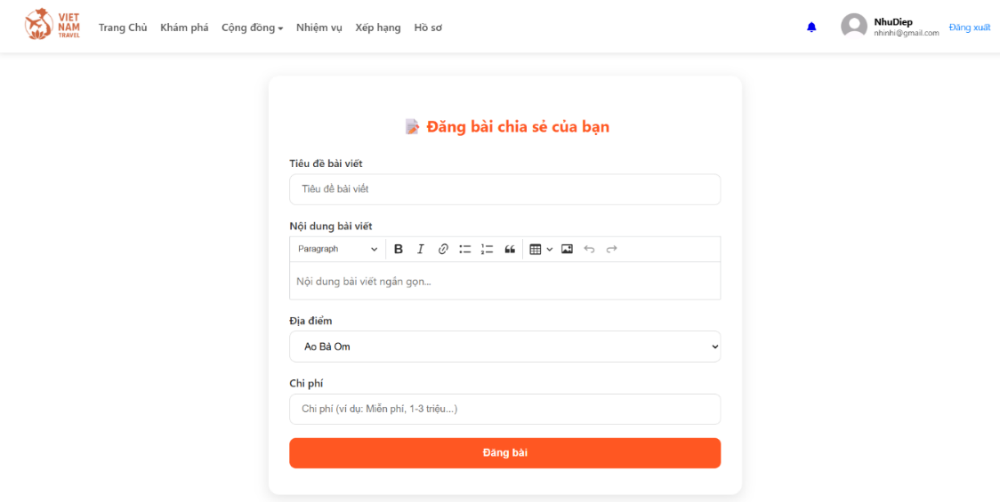 VIET
NAM
TRAVEL
Trang Chủ Khám phá Cộng đồng Nhiệm vụ Xếp hạng Hồ sơ
NhuDiep
nhinhi@gmail.com
Đăng xuất
Đăng bài chia sẻ của bạn
Tiêu đề bài viết
Tiêu đề bài viết
Nội dung bài viết
Paragraph B I
Nội dung bài viết ngắn gọn...
Địa điểm
Ao Bà Om
Chi phí
Chi phí (ví dụ: Miễn phí, 1-3 triệu...)
Đăng bài